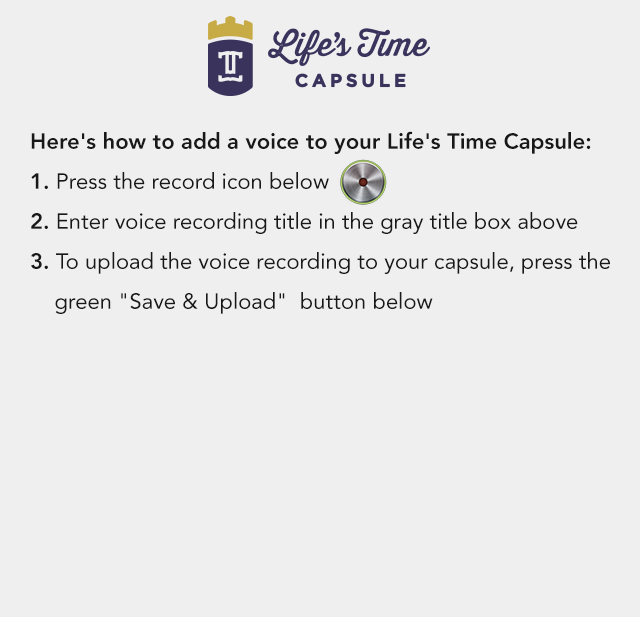 Life's Time
CAPSULE
Here's how to add a voice to your Life's Time Capsule:
1. Press the record icon below
2. Enter voice recording title in the gray title box above
3. To upload the voice recording to your capsule, press the
green "Save & Upload"  button below